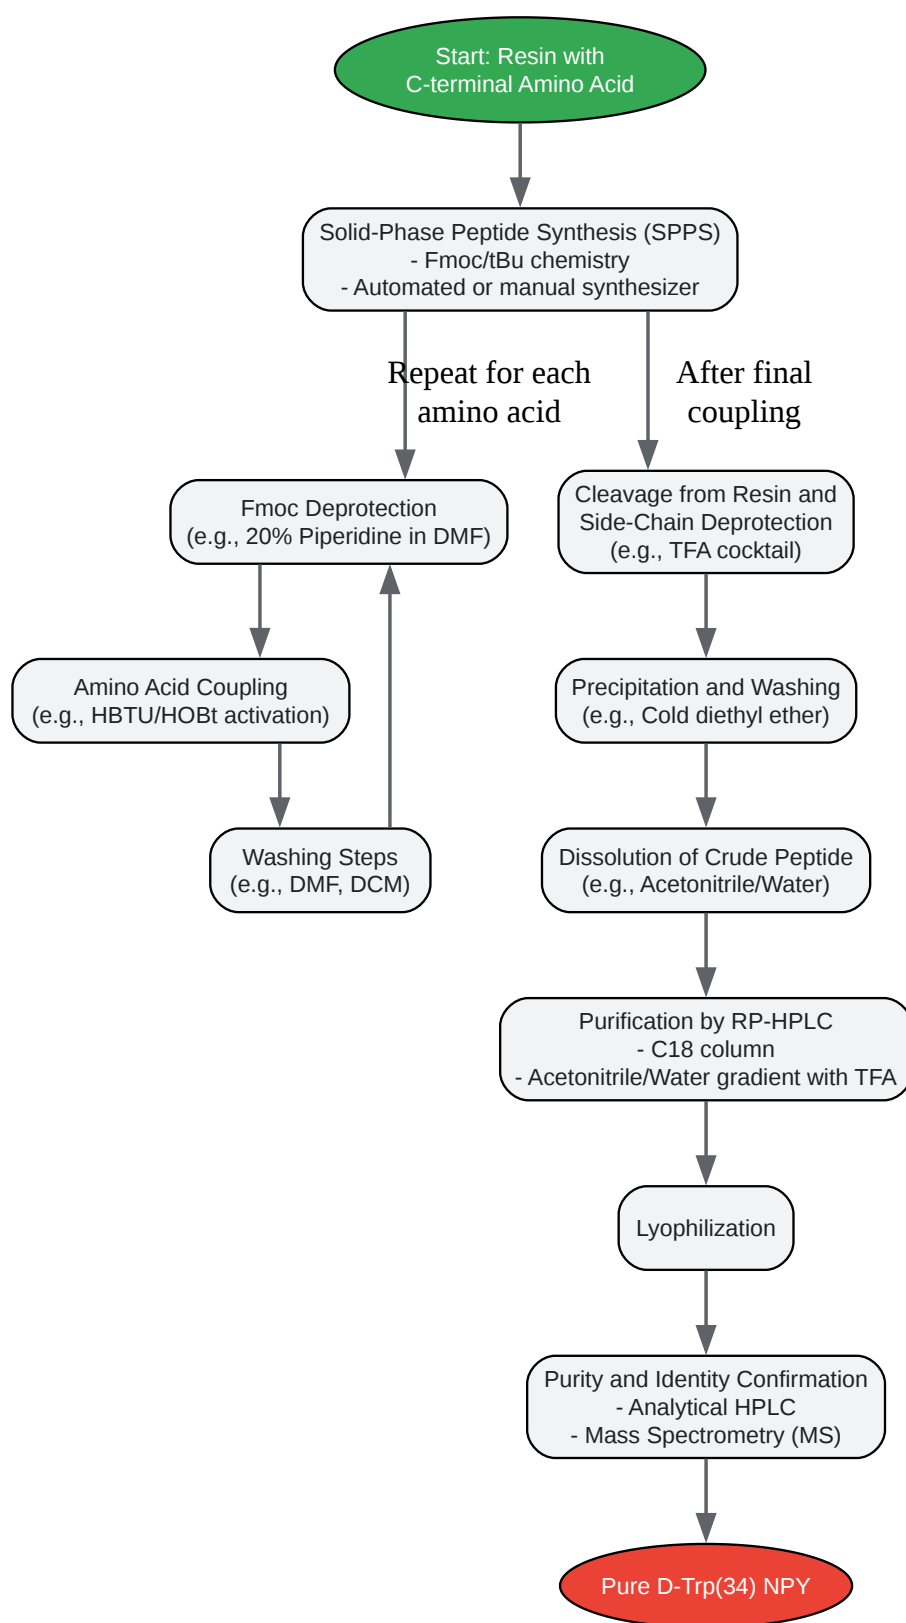 Start: Resin with
C-terminal Amino Acid
Solid-Phase Peptide Synthesis (SPPS)
- Fmoc/tBu chemistry
- Automated or manual synthesizer
Repeat for each
amino acid
After final
coupling
Fmoc Deprotection
(e.g., 20% Piperidine in DMF)
Cleavage from Resin and
Side-Chain Deprotection
(e.g., TFA cocktail)
Amino Acid Coupling
(e.g., HBTU/HOBt activation)
Precipitation and Washing
(e.g., Cold diethyl ether)
Washing Steps
(e.g., DMF, DCM)
Dissolution of Crude Peptide
(e.g., Acetonitrile/Water)
Purification by RP-HPLC
- C18 column
- Acetonitrile/Water gradient with TFA
Lyophilization
Purity and Identity Confirmation
- Analytical HPLC
- Mass Spectrometry (MS)
Pure D-Trp(34) NPY